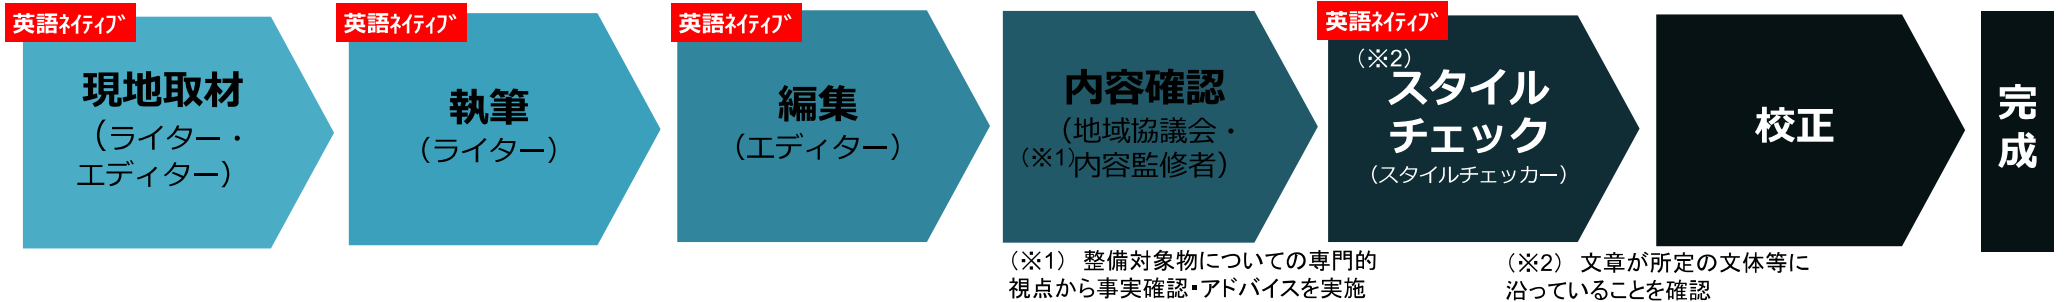 英語ネイティブ
現地取材
（ライター・
エディター）
英語ネイティブ
執筆
（ライター）
英語ネイティブ
編集
（エディター）
内容確認
（地域協議会・
（※1）内容監修者）
英語ネイティブ
（※2）
スタイル
チェック
（スタイルチェッカー）
校正
完成
（※1） 整備対象物についての専門的
視点から事実確認・アドバイスを実施
（※2） 文章が所定の文体等に
沿っていることを確認